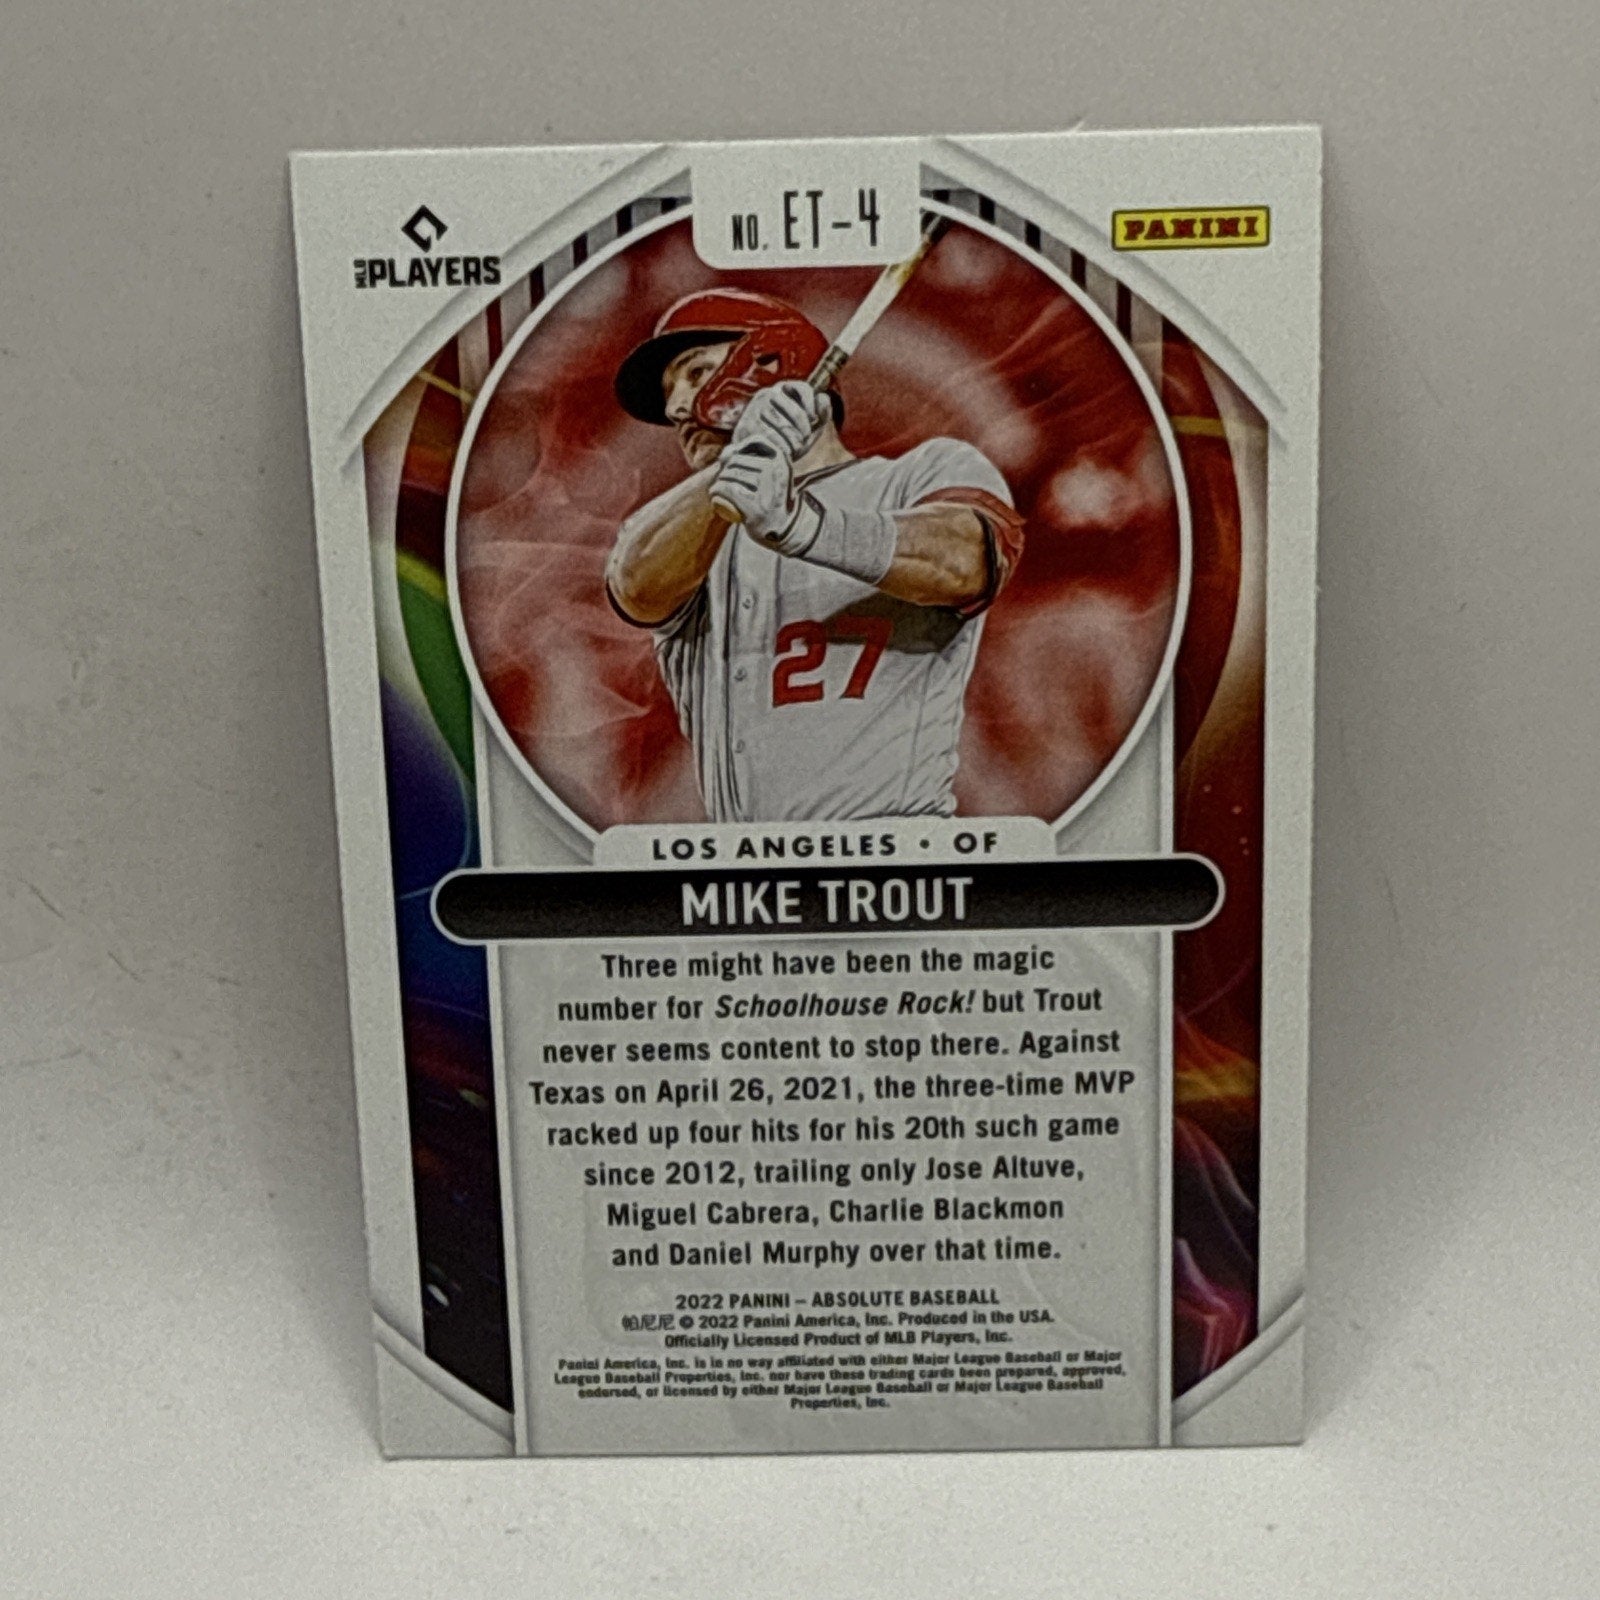 NO. ET-4
MLB PLAYERS
PANINI
27
LOS ANGELES • OF
MIKE TROUT
Three might have been the magic
number for Schoolhouse Rock! but Trout
never seems content to stop there. Against
Texas on April 26, 2021, the three-time MVP
racked up four hits for his 20th such game
since 2012, trailing only Jose Altuve,
Miguel Cabrera, Charlie Blackmon
and Daniel Murphy over that time.
2022 PANINI – ABSOLUTE BASEBALL
帕尼尼 © 2022 Panini America, Inc. Produced in the USA.
Officially Licensed Product of MLB Players, Inc.
Panini America, Inc. is in no way affiliated with either Major League Baseball or Major
League Baseball Properties, Inc. nor have these trading cards been prepared, approved,
endorsed, or licensed by either Major League Baseball or Major League Baseball
Properties, Inc.